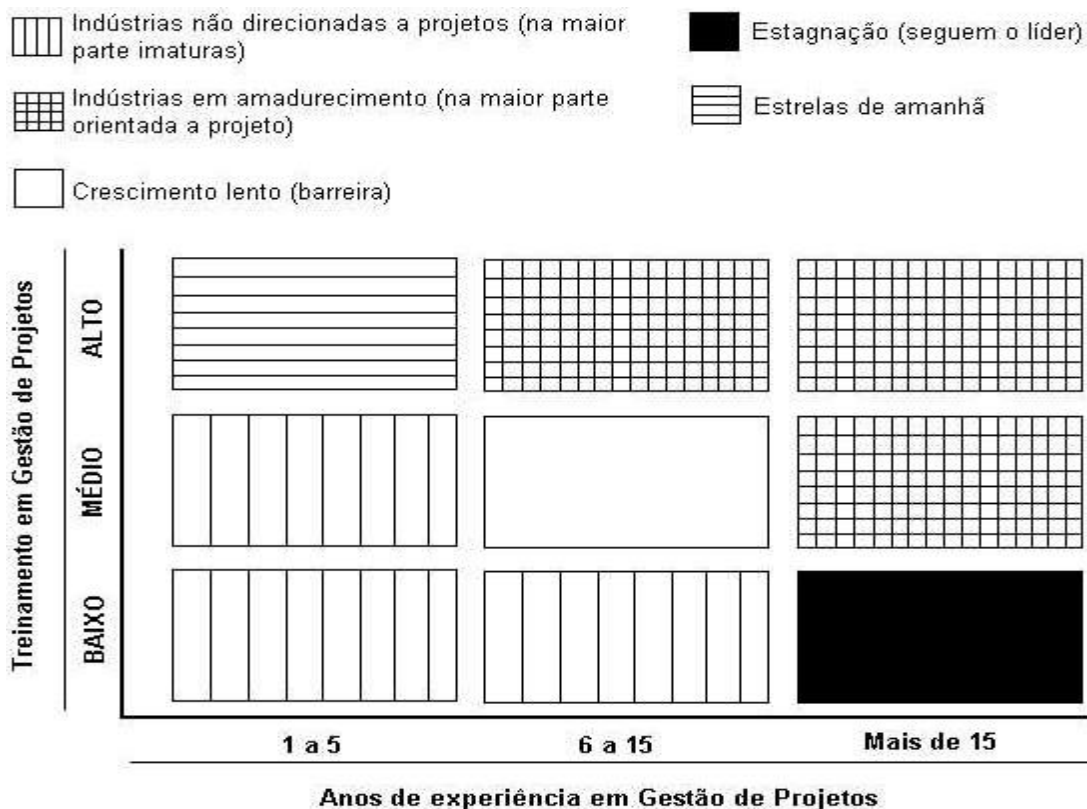 Indústrias não direcionadas a projetos (na maior
parte imaturas)
Estagnação (seguem o líder)
Indústrias em amadurecimento (na maior parte
orientada a projeto)
Estrelas de amanhã
Crescimento lento (barreira)
Treinamento em Gestão de Projetos
ALTO
MÉDIO
BAIXO
1 a 5
6 a 15
Mais de 15
Anos de experiência em Gestão de Projetos